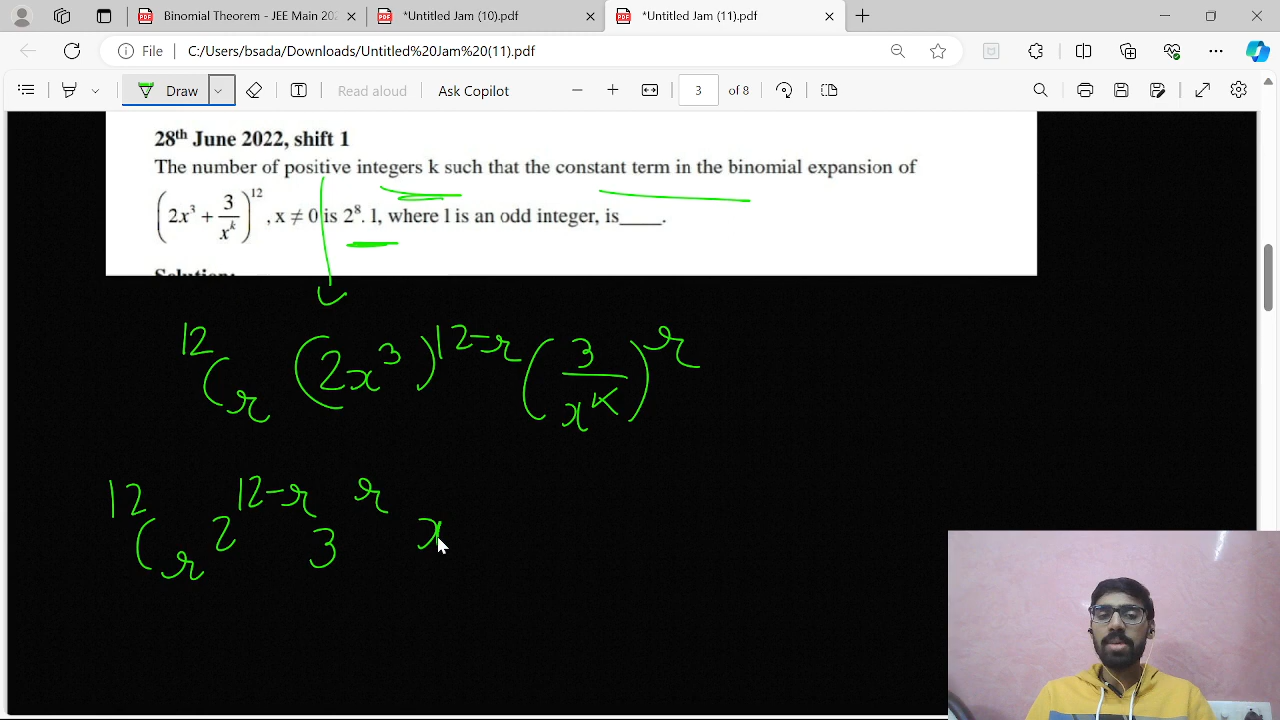 Binomial Theorem - JEE Main 202
*Untitled Jam (10).pdf
*Untitled Jam (11).pdf
File C:/Users/bsada/Downloads/Untitled%20Jam%20(11).pdf
Draw
Read aloud
Ask Copilot
3 of 8
28th June 2022, shift 1
The number of positive integers k such that the constant term in the binomial expansion of
(2x³ + 3/xᵏ)¹² , x ≠ 0 is 2⁸. l, where l is an odd integer, is____.
Solution:
¹²Cᵣ (2x³)¹²⁻ʳ (3/xᵏ)ʳ
¹²Cᵣ 2¹²⁻ʳ 3ʳ x